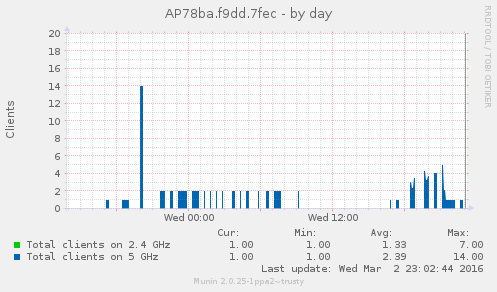 AP78ba.f9dd.7fec - by day
RRDTOOL / TOBI OETIKER
Clients
20
18
16
14
12
10
8
6
4
2
0
Wed 00:00 Wed 12:00
Cur: Min: Avg: Max:
Total clients on 2.4 GHz 1.00 1.00 1.33 7.00
Total clients on 5 GHz 1.00 1.00 2.39 14.00
Last update: Wed Mar 2 23:02:44 2016
Munin 2.0.25-1ppa2~trusty